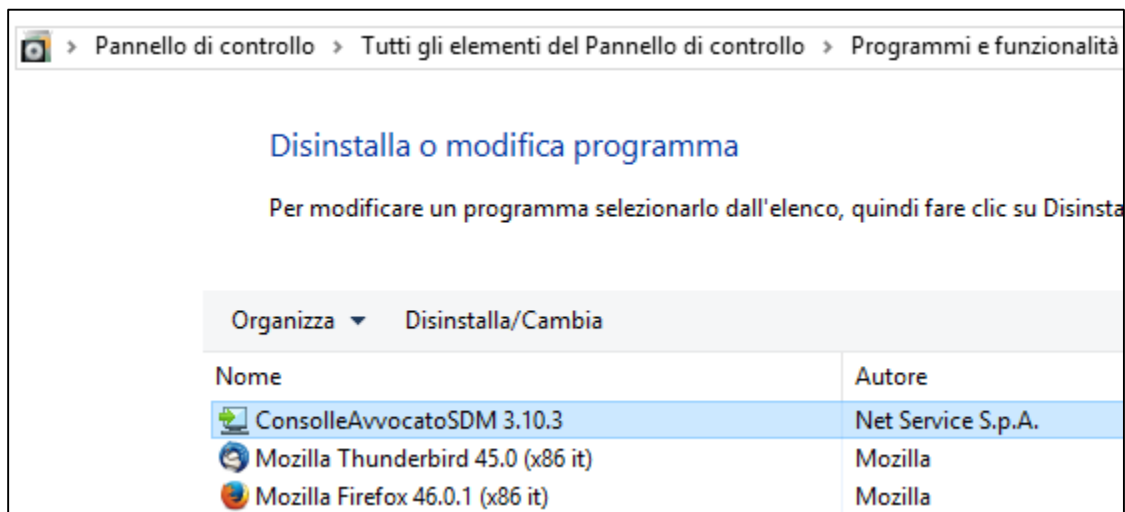 Pannello di controllo > Tutti gli elementi del Pannello di controllo > Programmi e funzionalità
Disinstalla o modifica programma
Per modificare un programma selezionarlo dall'elenco, quindi fare clic su Disinsta
Organizza Disinstalla/Cambia
Nome Autore
ConsolleAvvocatoSDM 3.10.3 Net Service S.p.A.
Mozilla Thunderbird 45.0 (x86 it) Mozilla
Mozilla Firefox 46.0.1 (x86 it) Mozilla